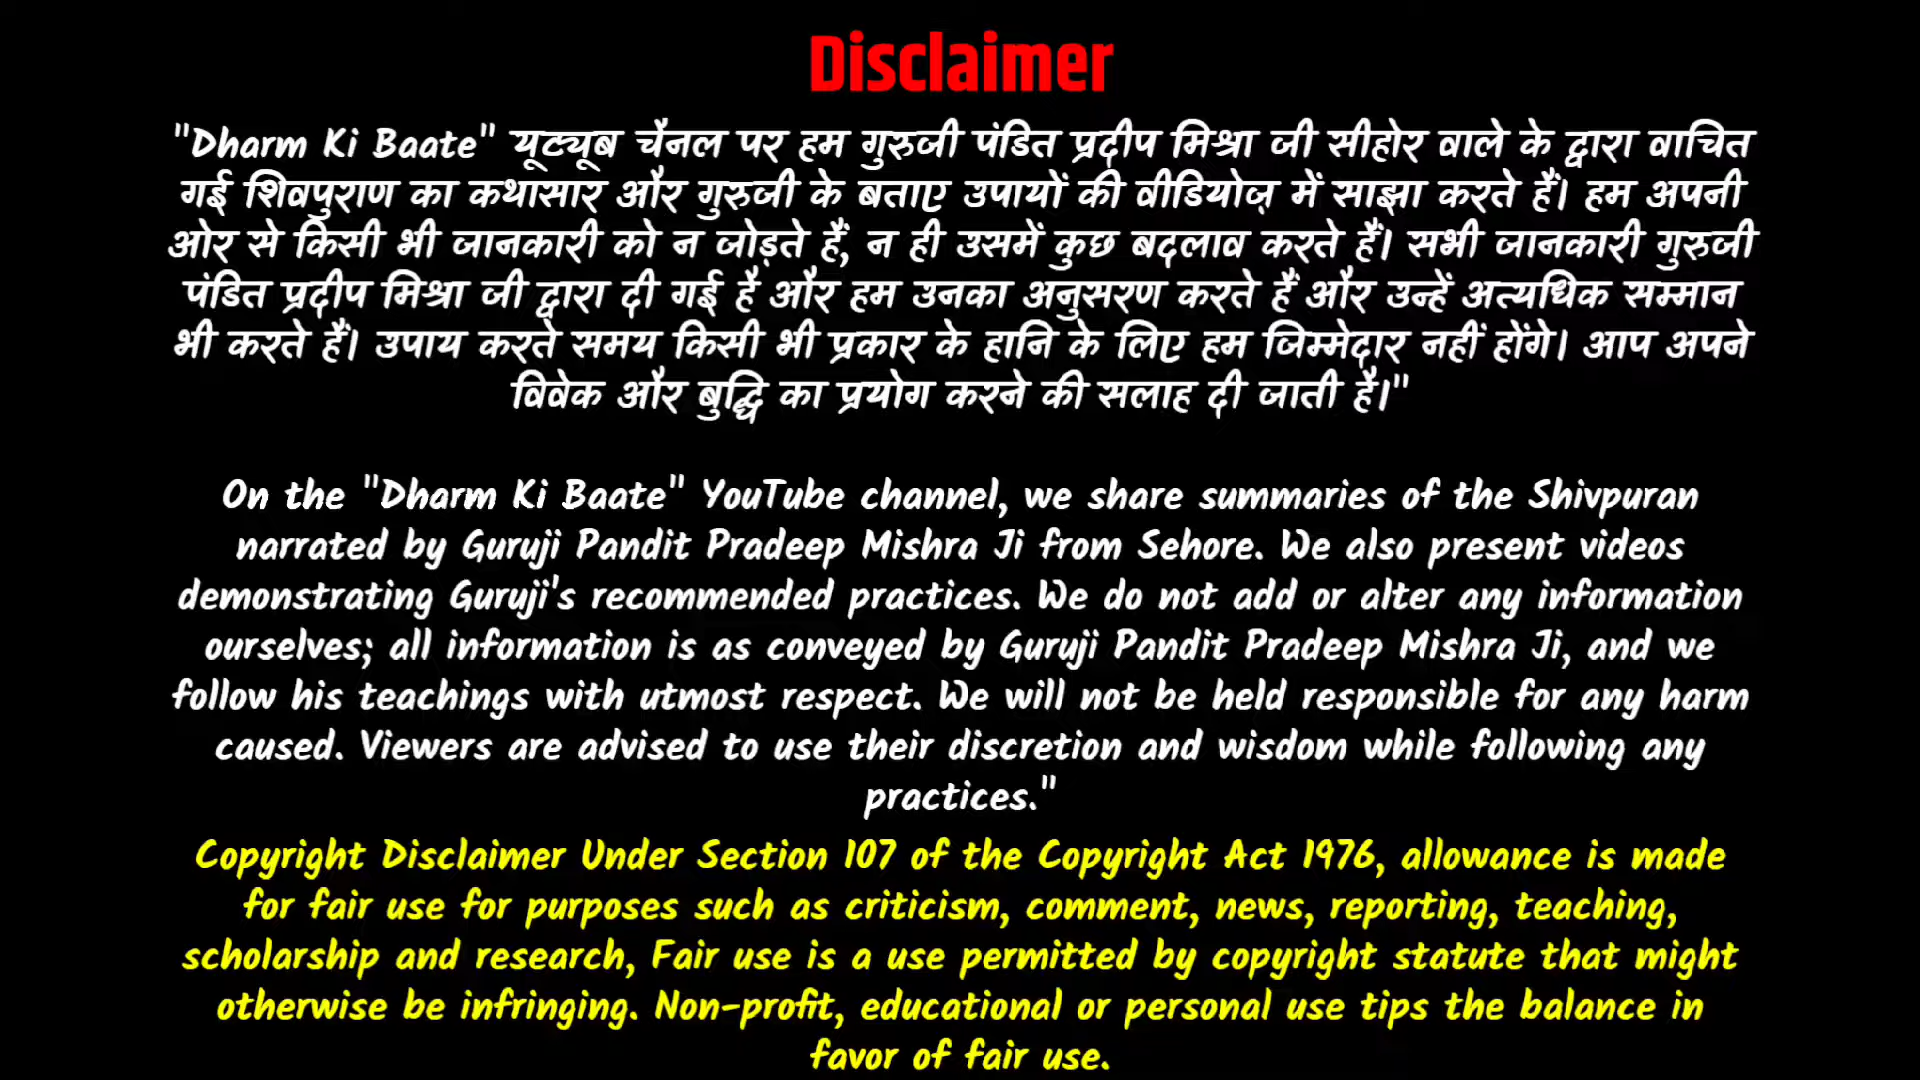 Disclaimer
"Dharm Ki Baate" यूट्यूब चैनल पर हम गुरुजी पंडित प्रदीप मिश्रा जी सीहोर वाले के द्वारा वाचित
गई शिवपुराण का कथासार और गुरुजी के बताए उपायों की वीडियोज़ में साझा करते हैं। हम अपनी
ओर से किसी भी जानकारी को न जोड़ते हैं, न ही उसमें कुछ बदलाव करते हैं। सभी जानकारी गुरुजी
पंडित प्रदीप मिश्रा जी द्वारा दी गई है और हम उनका अनुसरण करते हैं और उन्हें अत्यधिक सम्मान
भी करते हैं। उपाय करते समय किसी भी प्रकार के हानि के लिए हम जिम्मेदार नहीं होंगे। आप अपने
विवेक और बुद्धि का प्रयोग करने की सलाह दी जाती है।"
On the "Dharm Ki Baate" YouTube channel, we share summaries of the Shivpuran
narrated by Guruji Pandit Pradeep Mishra Ji from Sehore. We also present videos
demonstrating Guruji's recommended practices. We do not add or alter any information
ourselves; all information is as conveyed by Guruji Pandit Pradeep Mishra Ji, and we
follow his teachings with utmost respect. We will not be held responsible for any harm
caused. Viewers are advised to use their discretion and wisdom while following any
practices."
Copyright Disclaimer Under Section 107 of the Copyright Act 1976, allowance is made
for fair use for purposes such as criticism, comment, news, reporting, teaching,
scholarship and research, Fair use is a use permitted by copyright statute that might
otherwise be infringing. Non-profit, educational or personal use tips the balance in
favor of fair use.